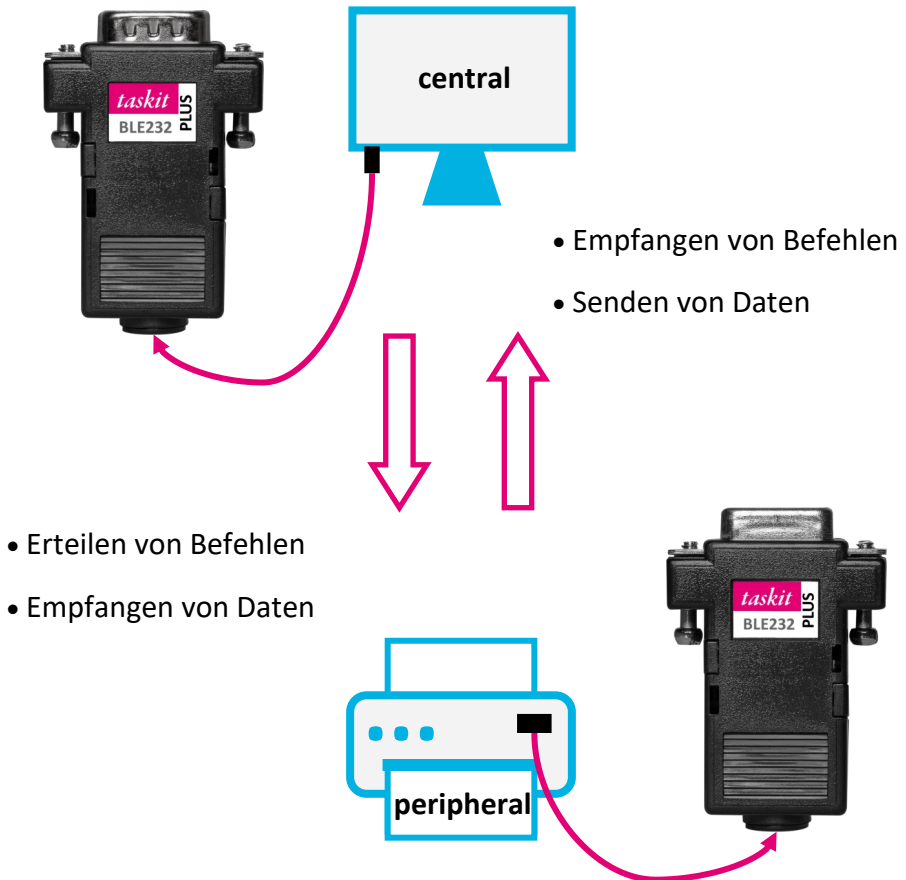 taskit
BLE232
PLUS
central
• Empfangen von Befehlen
• Senden von Daten
• Erteilen von Befehlen
• Empfangen von Daten
taskit
BLE232
PLUS
peripheral